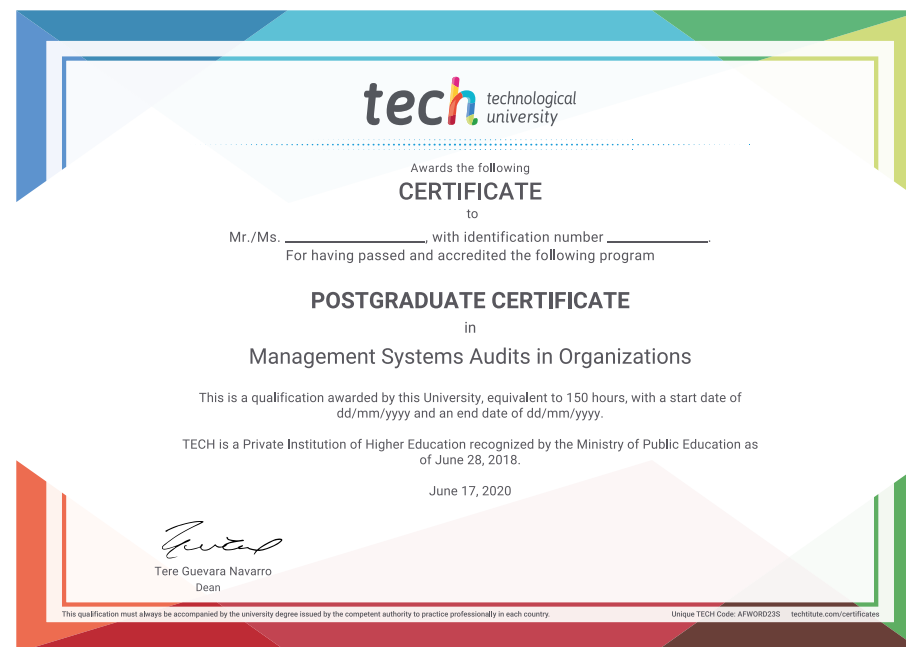 tech technological
university
Awards the following
CERTIFICATE
to
Mr./Ms. ____________, with identification number ____________.
For having passed and accredited the following program
POSTGRADUATE CERTIFICATE
in
Management Systems Audits in Organizations
This is a qualification awarded by this University, equivalent to 150 hours, with a start date of
dd/mm/yyyy and an end date of dd/mm/yyyy.
TECH is a Private Institution of Higher Education recognized by the Ministry of Public Education as
of June 28, 2018.
June 17, 2020
Tere Guevara Navarro
Dean
This qualification must always be accompanied by the university degree issued by the competent authority to practice professionally in each country. Unique TECH Code: AFWORD23S techtitute.com/certificates